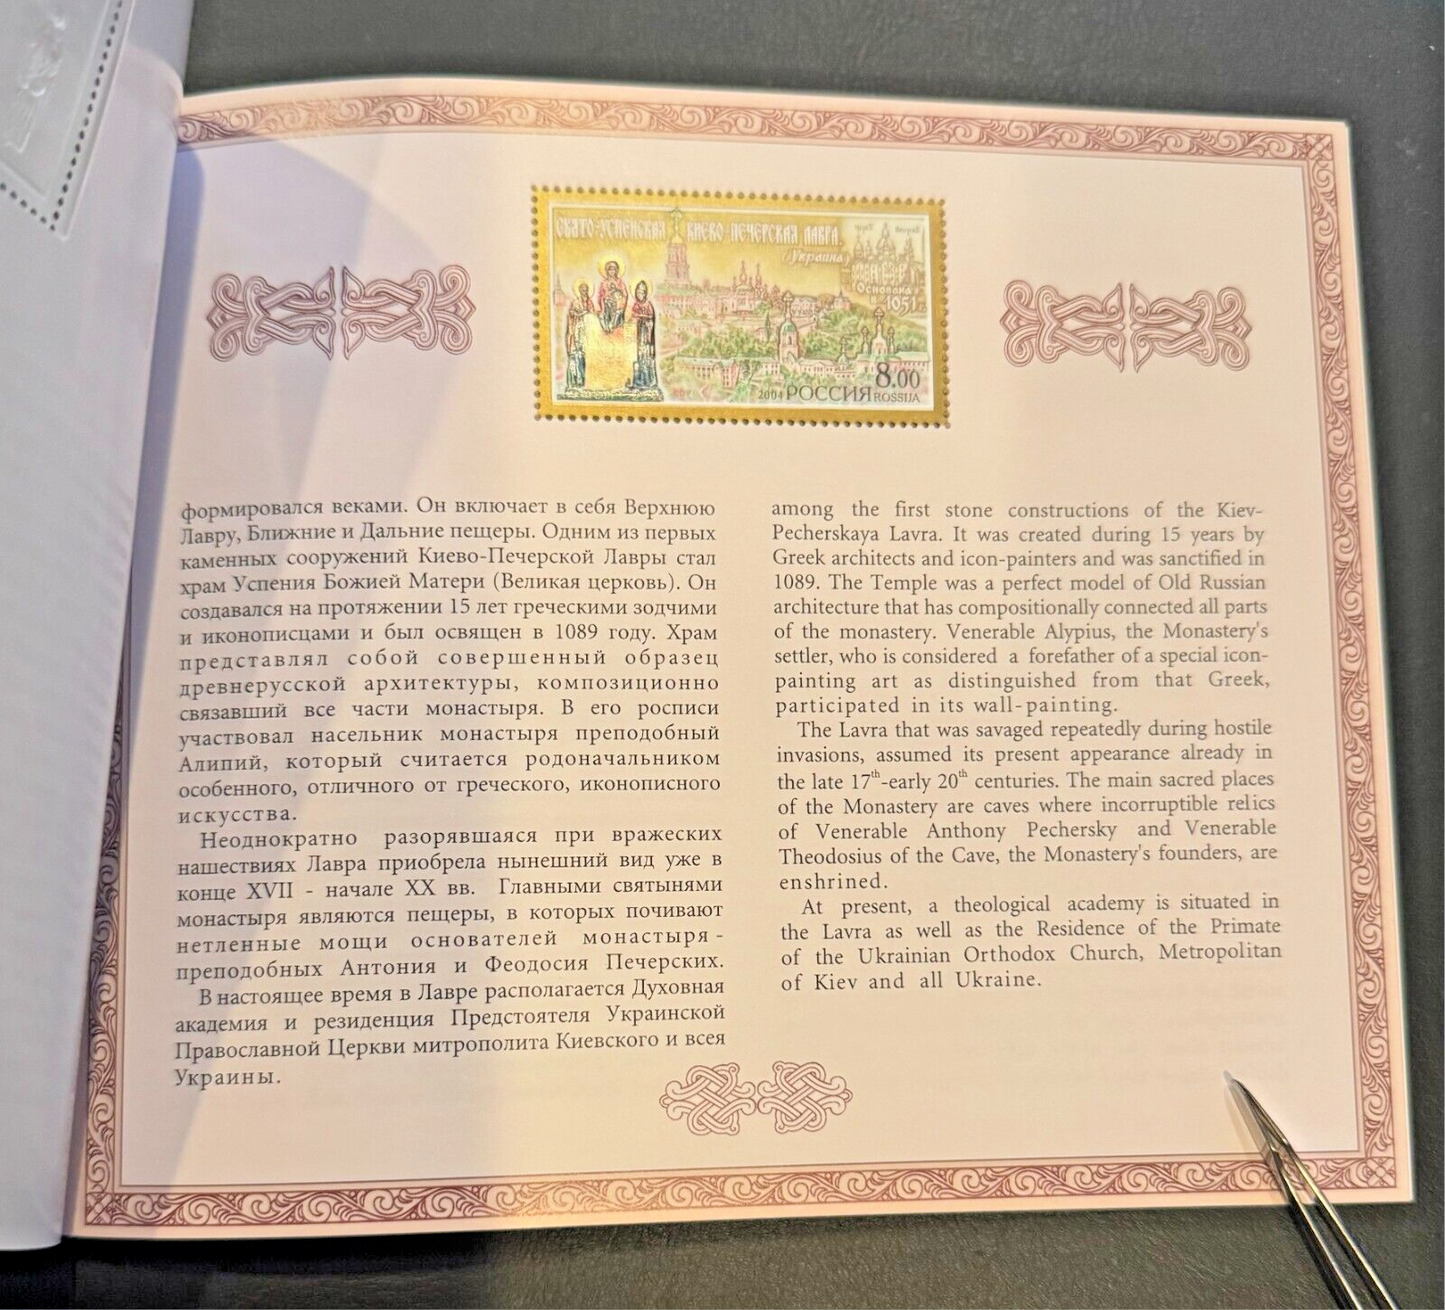 СВЯТО-УСПЕНСКАЯ КИЕВО-ПЕЧЕРСКАЯ ЛАВРА.
(Украина)
Основана
в 1051г.
8.00
2004 РОССИЯ ROSSIJA
формировался веками. Он включает в себя Верхнюю
Лавру, Ближние и Дальние пещеры. Одним из первых
каменных сооружений Киево-Печерской Лавры стал
храм Успения Божией Матери (Великая церковь). Он
создавался на протяжении 15 лет греческими зодчими
и иконописцами и был освящен в 1089 году. Храм
представлял собой совершенный образец
древнерусской архитектуры, композиционно
связавший все части монастыря. В его росписи
участвовал насельник монастыря преподобный
Алипий, который считается родоначальником
особенного, отличного от греческого, иконописного
искусства.
Неоднократно разорявшаяся при вражеских
нашествиях Лавра приобрела нынешний вид уже в
конце XVII - начале XX вв. Главными святынями
монастыря являются пещеры, в которых почивают
нетленные мощи основателей монастыря -
преподобных Антония и Феодосия Печерских.
В настоящее время в Лавре располагается Духовная
академия и резиденция Предстоятеля Украинской
Православной Церкви митрополита Киевского и всея
Украины.
among the first stone constructions of the Kiev-
Pecherskaya Lavra. It was created during 15 years by
Greek architects and icon-painters and was sanctified in
1089. The Temple was a perfect model of Old Russian
architecture that has compositionally connected all parts
of the monastery. Venerable Alypius, the Monastery's
settler, who is considered a forefather of a special icon-
painting art as distinguished from that Greek,
participated in its wall-painting.
The Lavra that was savaged repeatedly during hostile
invasions, assumed its present appearance already in
the late 17th-early 20th centuries. The main sacred places
of the Monastery are caves where incorruptible relics
of Venerable Anthony Pechersky and Venerable
Theodosius of the Cave, the Monastery's founders, are
enshrined.
At present, a theological academy is situated in
the Lavra as well as the Residence of the Primate
of the Ukrainian Orthodox Church, Metropolitan
of Kiev and all Ukraine.